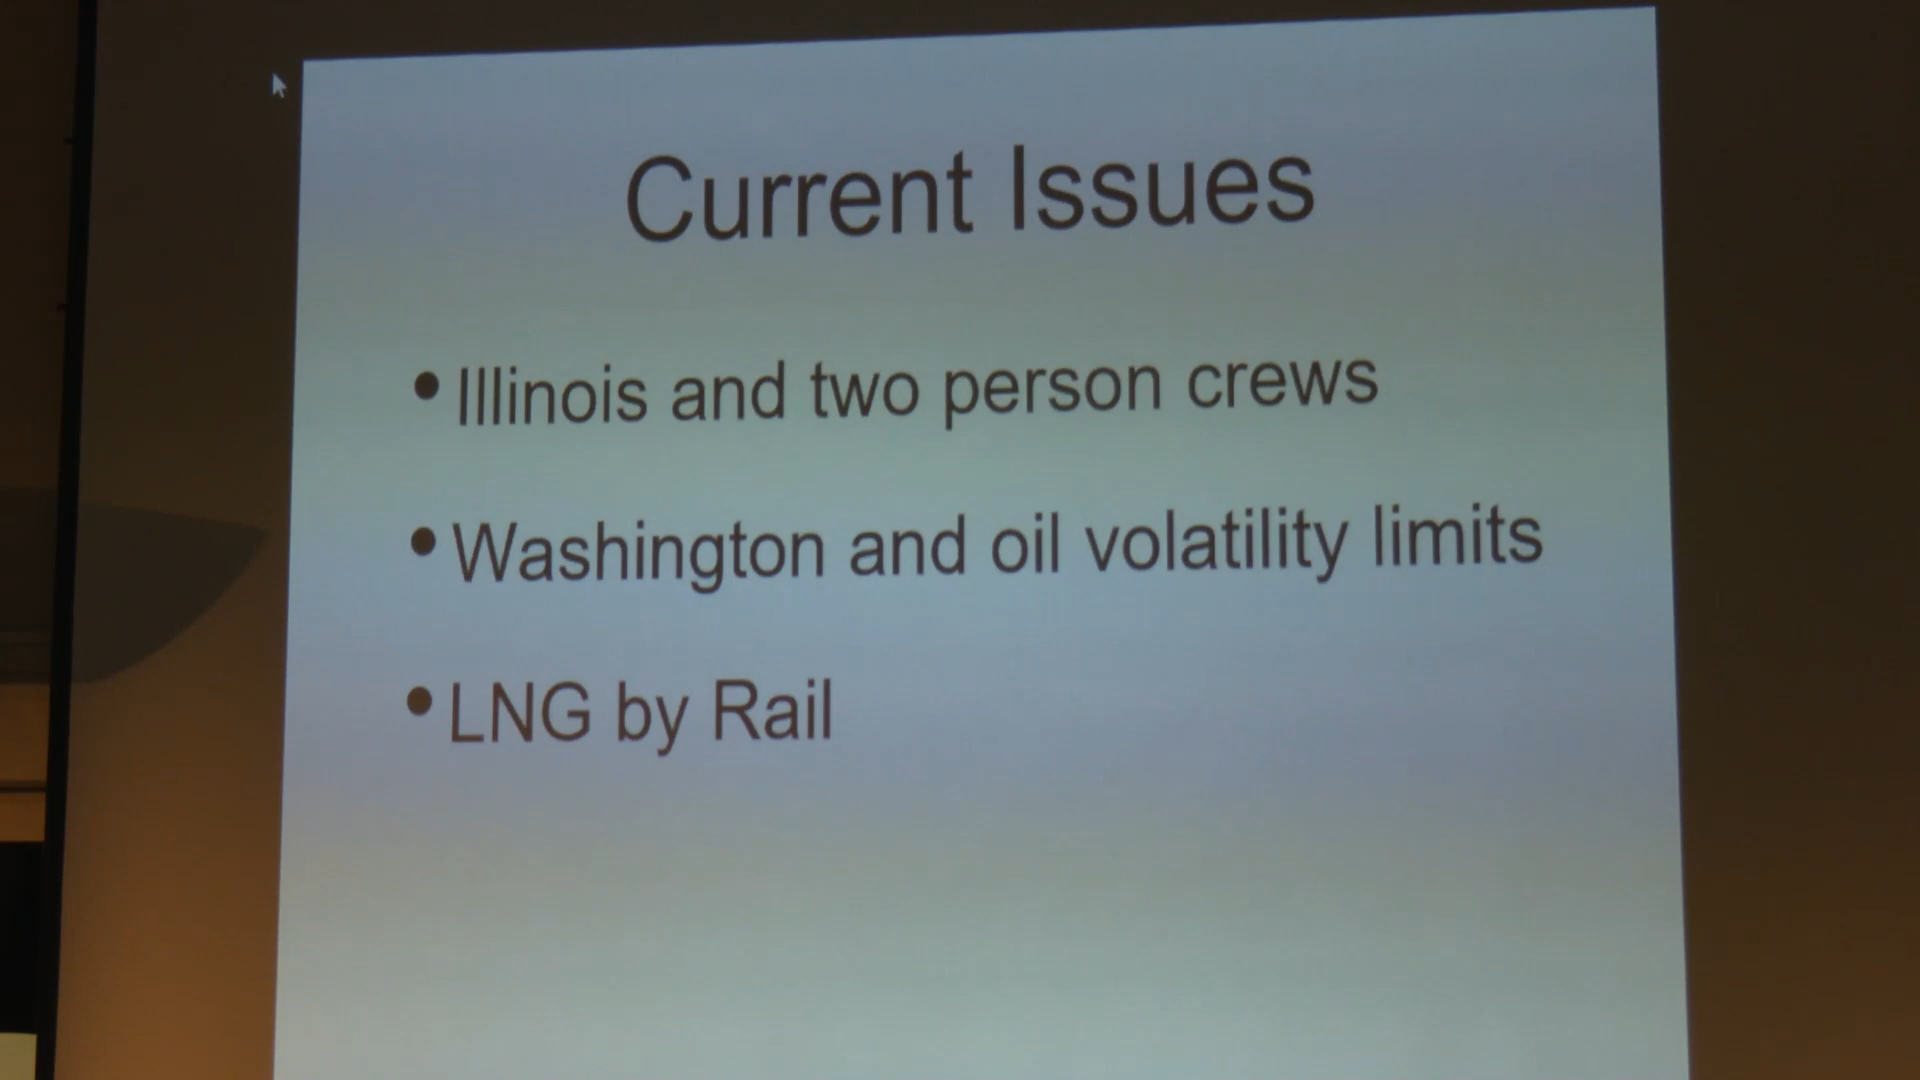 Current Issues
• Illinois and two person crews
• Washington and oil volatility limits
• LNG by Rail